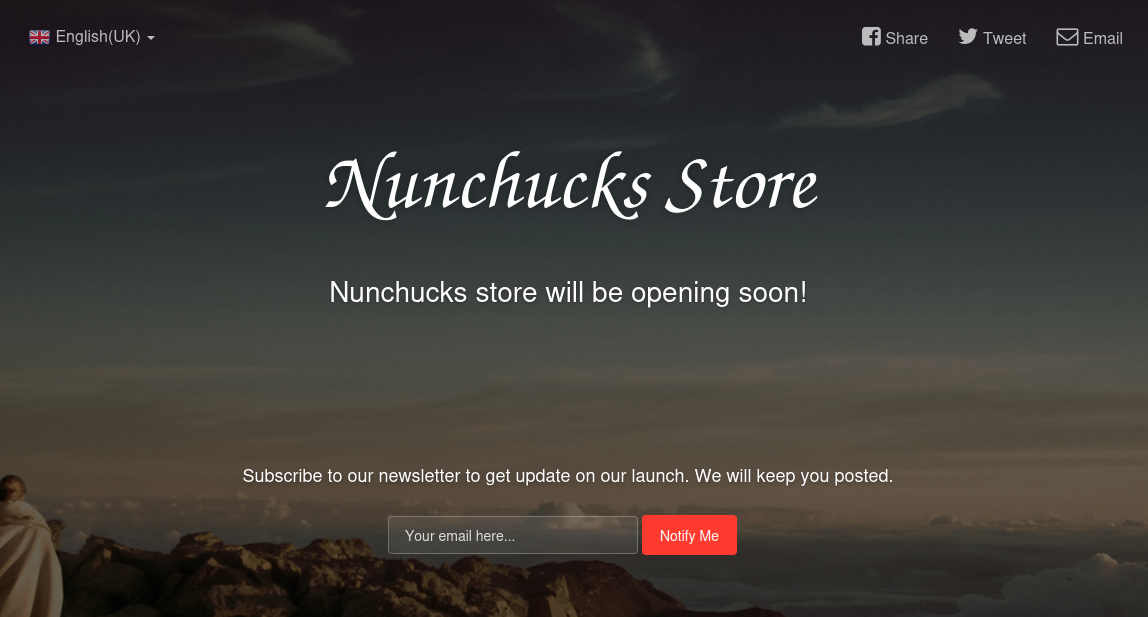 English(UK)
Share
Tweet
Email
Nunchucks Store
Nunchucks store will be opening soon!
Subscribe to our newsletter to get update on our launch. We will keep you posted.
Your email here...
Notify Me